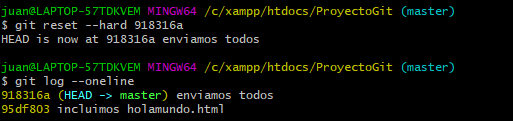 juan@LAPTOP-57TDKVEM MINGW64 /c/xampp/htdocs/ProyectoGit (master)
$ git reset --hard 918316a
HEAD is now at 918316a enviamos todos
juan@LAPTOP-57TDKVEM MINGW64 /c/xampp/htdocs/ProyectoGit (master)
$ git log --oneline
918316a (HEAD -> master) enviamos todos
95df803 incluimos holamundo.html